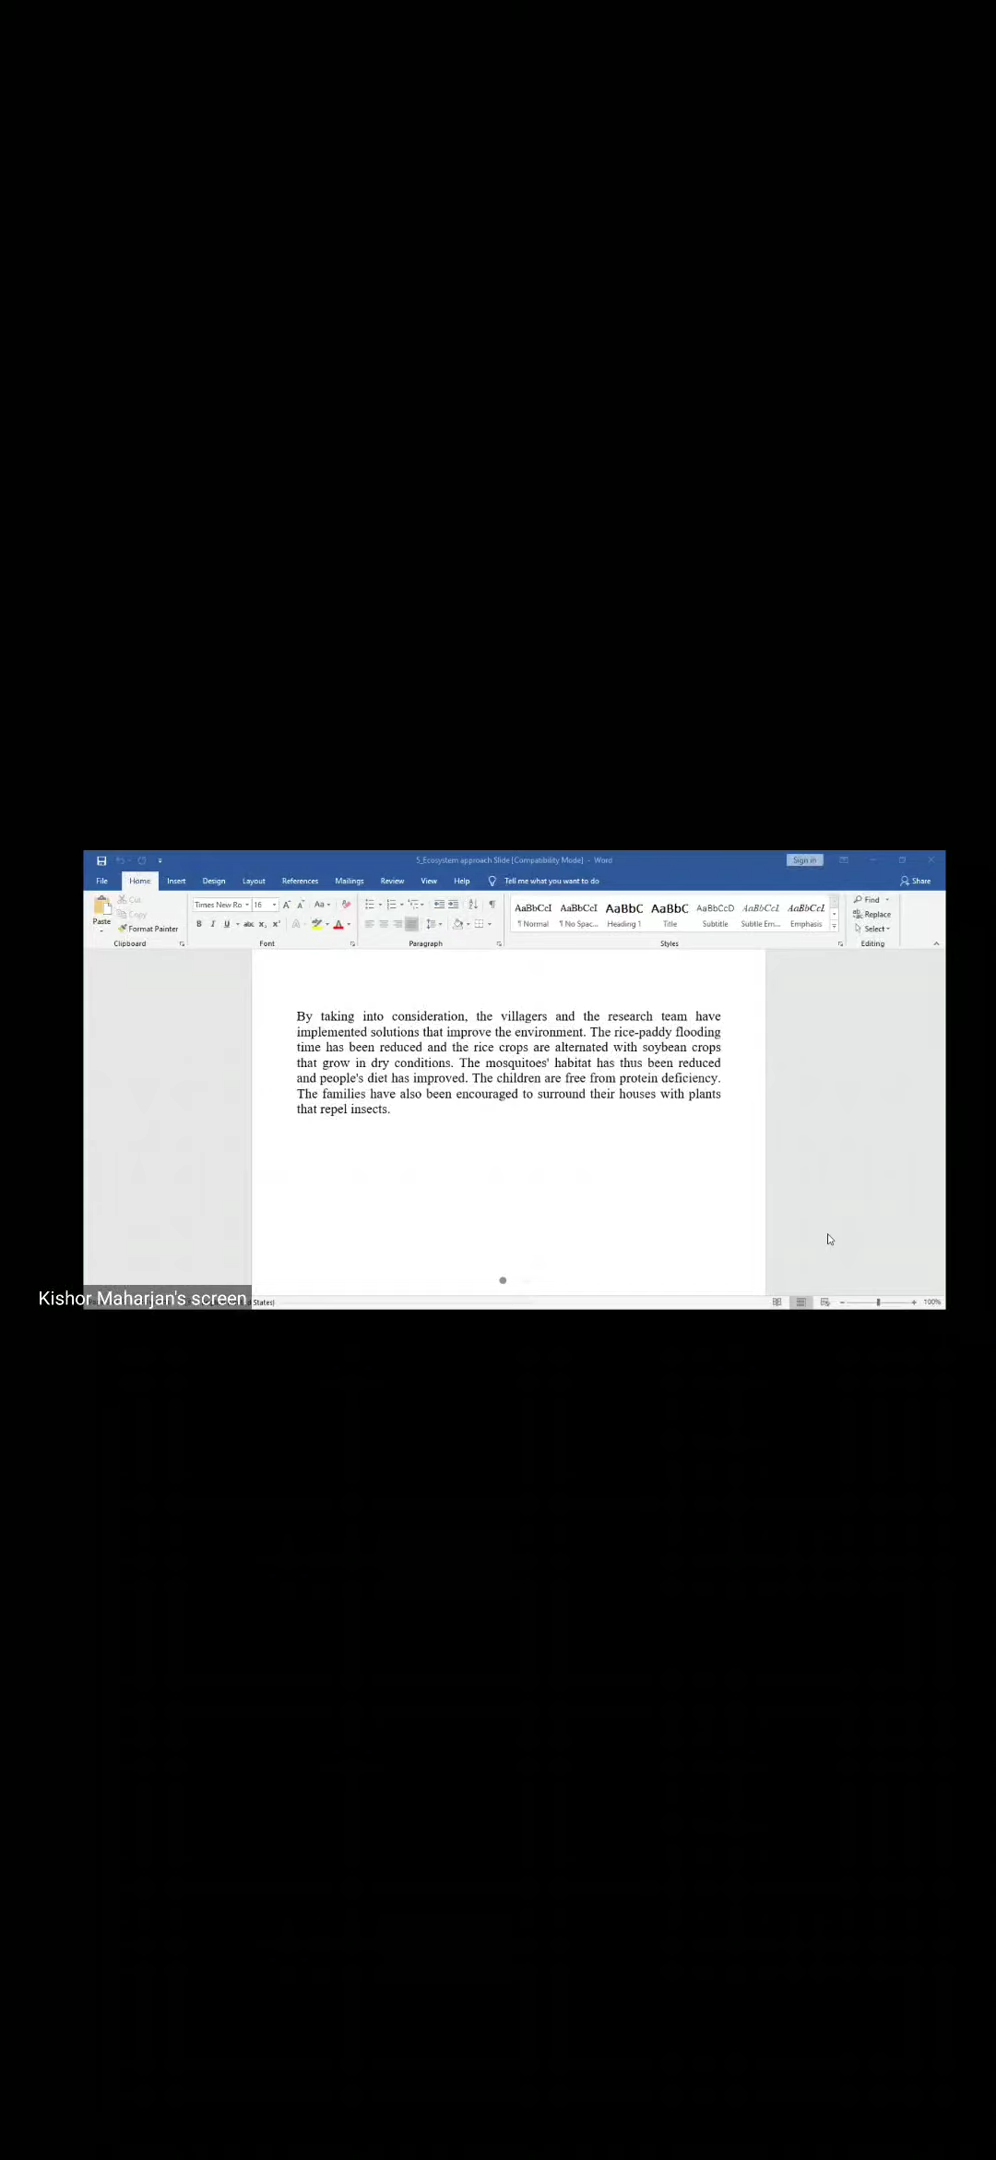 5_Ecosystem approach Slide [Compatibility Mode] - Word
Sign in
File Home Insert Design Layout References Mailings Review View Help Tell me what you want to do Share
Paste
Cut
Copy
Format Painter
Clipboard
Times New Ro 16
Font
Paragraph
AaBbCcI AaBbCcI AaBbC AaBbC AaBbCcD AaBbCcI AaBbCcI
¶ Normal ¶ No Spac... Heading 1 Title Subtitle Subtle Em... Emphasis
Styles
Find
Replace
Select
Editing
By taking into consideration, the villagers and the research team have
implemented solutions that improve the environment. The rice-paddy flooding
time has been reduced and the rice crops are alternated with soybean crops
that grow in dry conditions. The mosquitoes' habitat has thus been reduced
and people's diet has improved. The children are free from protein deficiency.
The families have also been encouraged to surround their houses with plants
that repel insects.
Kishor Maharjan's screen
States)
100%